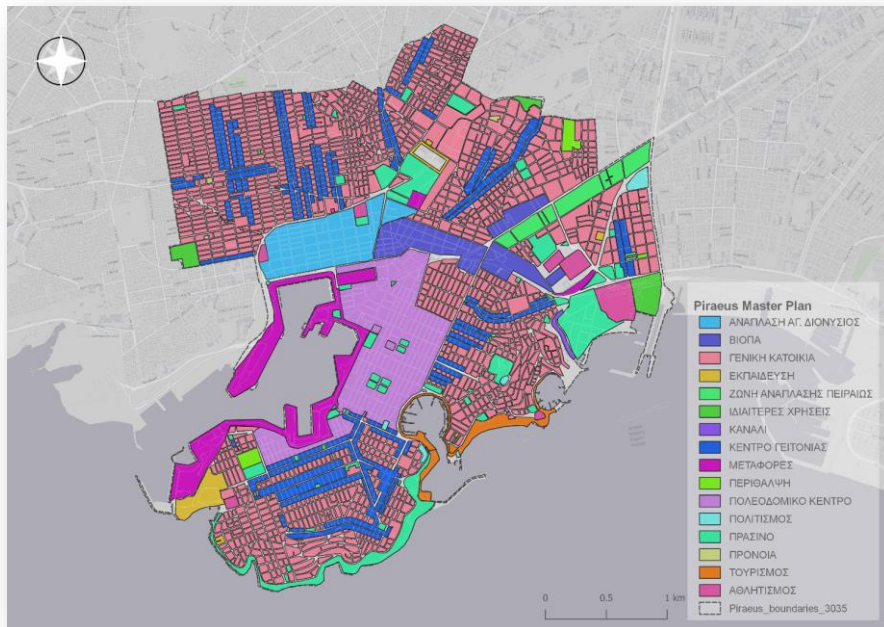 Piraeus Master Plan
ΑΝΑΠΛΑΣΗ ΑΓ. ΔΙΟΝΥΣΙΟΣ
ΒΙΟΠΑ
ΓΕΝΙΚΗ ΚΑΤΟΙΚΙΑ
ΕΚΠΑΙΔΕΥΣΗ
ΖΩΝΗ ΑΝΑΠΛΑΣΗΣ ΠΕΙΡΑΙΩΣ
ΙΔΙΑΙΤΕΡΕΣ ΧΡΗΣΕΙΣ
ΚΑΝΑΛΙ
ΚΕΝΤΡΟ ΓΕΙΤΟΝΙΑΣ
ΜΕΤΑΦΟΡΕΣ
ΠΕΡΙΘΑΛΨΗ
ΠΟΛΕΟΔΟΜΙΚΟ ΚΕΝΤΡΟ
ΠΟΛΙΤΙΣΜΟΣ
ΠΡΑΣΙΝΟ
ΠΡΟΝΟΙΑ
ΤΟΥΡΙΣΜΟΣ
ΑΘΛΗΤΙΣΜΟΣ
Piraeus_boundaries_3035
0 0.5 1 km